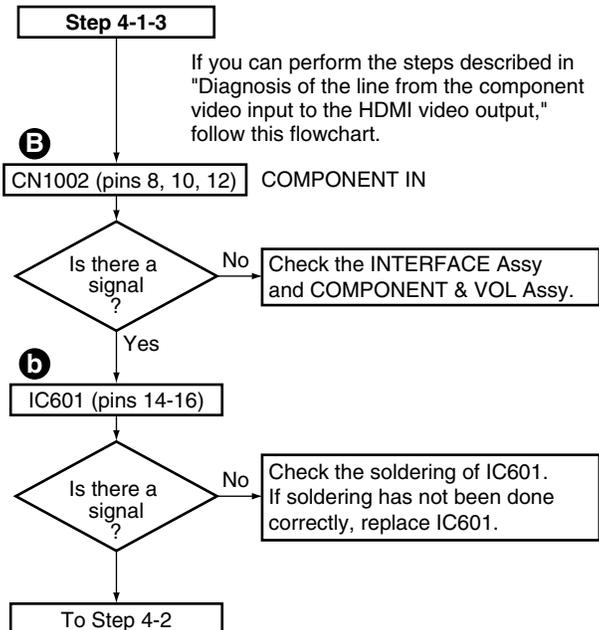 Step 4-1-3
If you can perform the steps described in
"Diagnosis of the line from the component
video input to the HDMI video output,"
follow this flowchart.
B
CN1002 (pins 8, 10, 12) COMPONENT IN
Is there a
signal
?
No
Check the INTERFACE Assy
and COMPONENT & VOL Assy.
Yes
b
IC601 (pins 14-16)
Is there a
signal
?
No
Check the soldering of IC601.
If soldering has not been done
correctly, replace IC601.
To Step 4-2